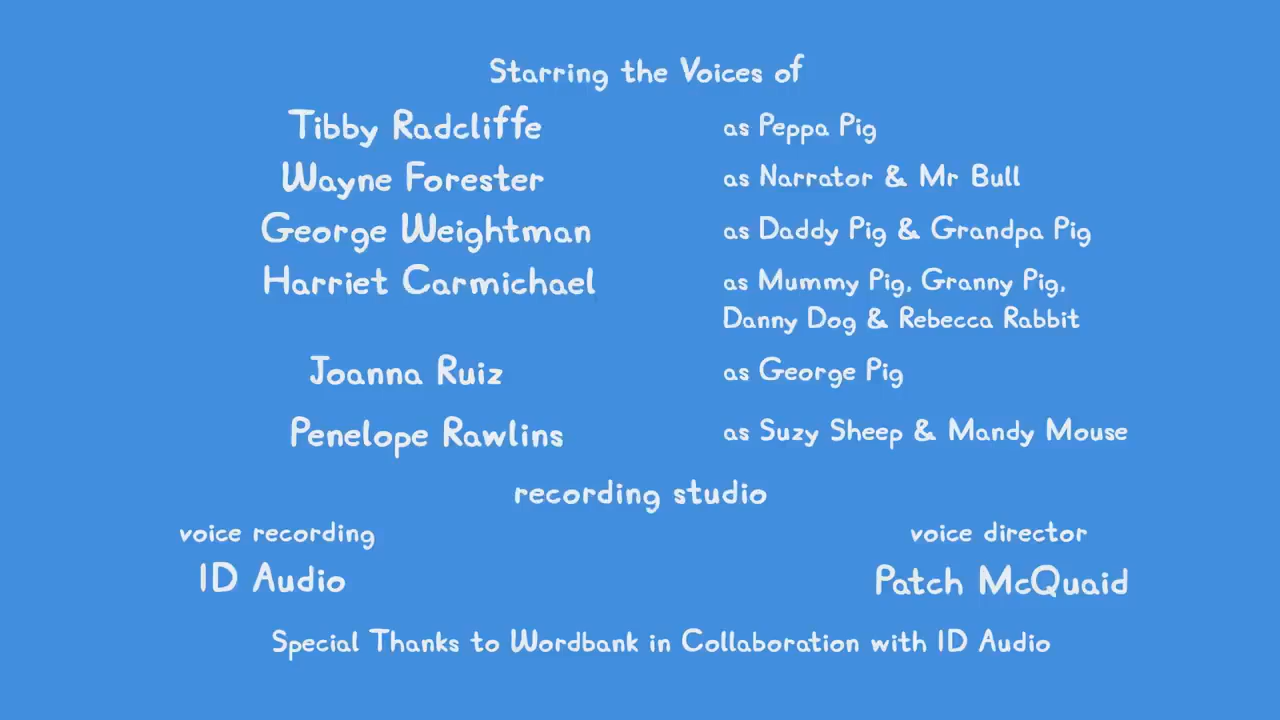 Starring the Voices of
Tibby Radcliffe as Peppa Pig
Wayne Forester as Narrator & Mr Bull
George Weightman as Daddy Pig & Grandpa Pig
Harriet Carmichael as Mummy Pig, Granny Pig,
Danny Dog & Rebecca Rabbit
Joanna Ruiz as George Pig
Penelope Rawlins as Suzy Sheep & Mandy Mouse
recording studio
voice recording voice director
ID Audio Patch McQuaid
Special Thanks to Wordbank in Collaboration with ID Audio